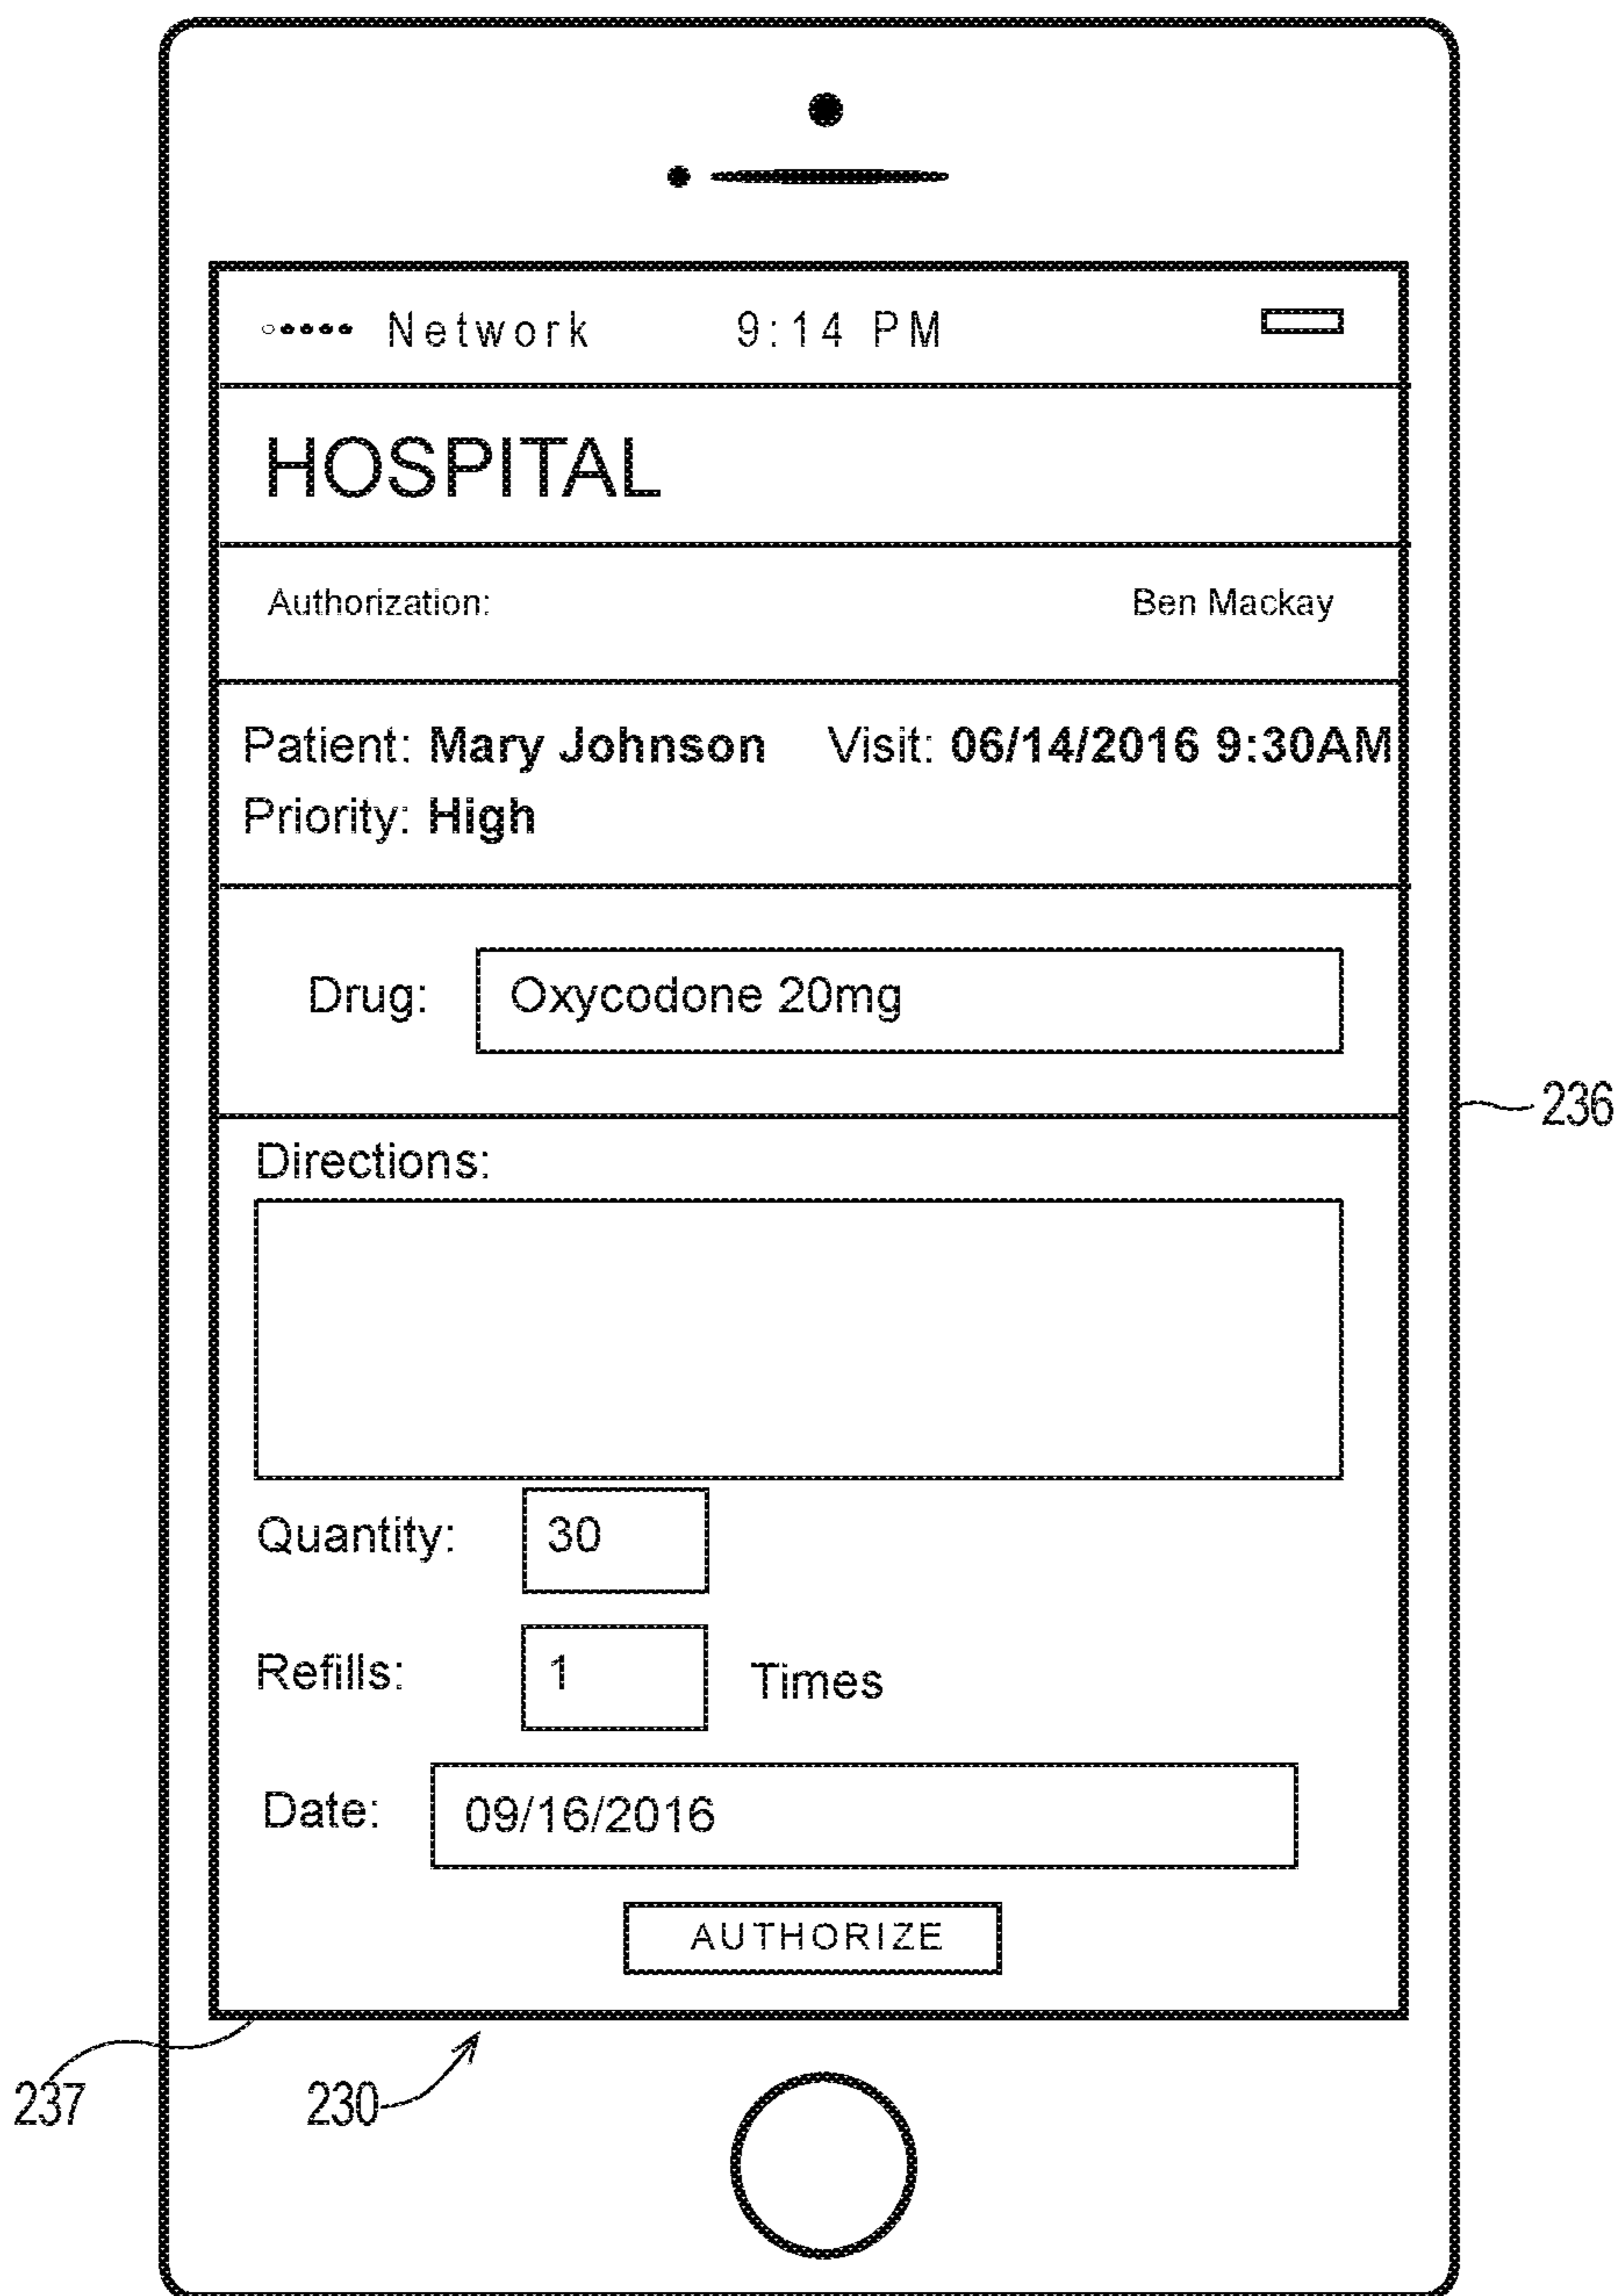 Network 9:14 PM
HOSPITAL
Authorization: Ben Mackay
Patient: Mary Johnson Visit: 06/14/2016 9:30AM
Priority: High
Drug: Oxycodone 20mg
236
Directions:
Quantity: 30
Refills: 1 Times
Date: 09/16/2016
AUTHORIZE
237 230